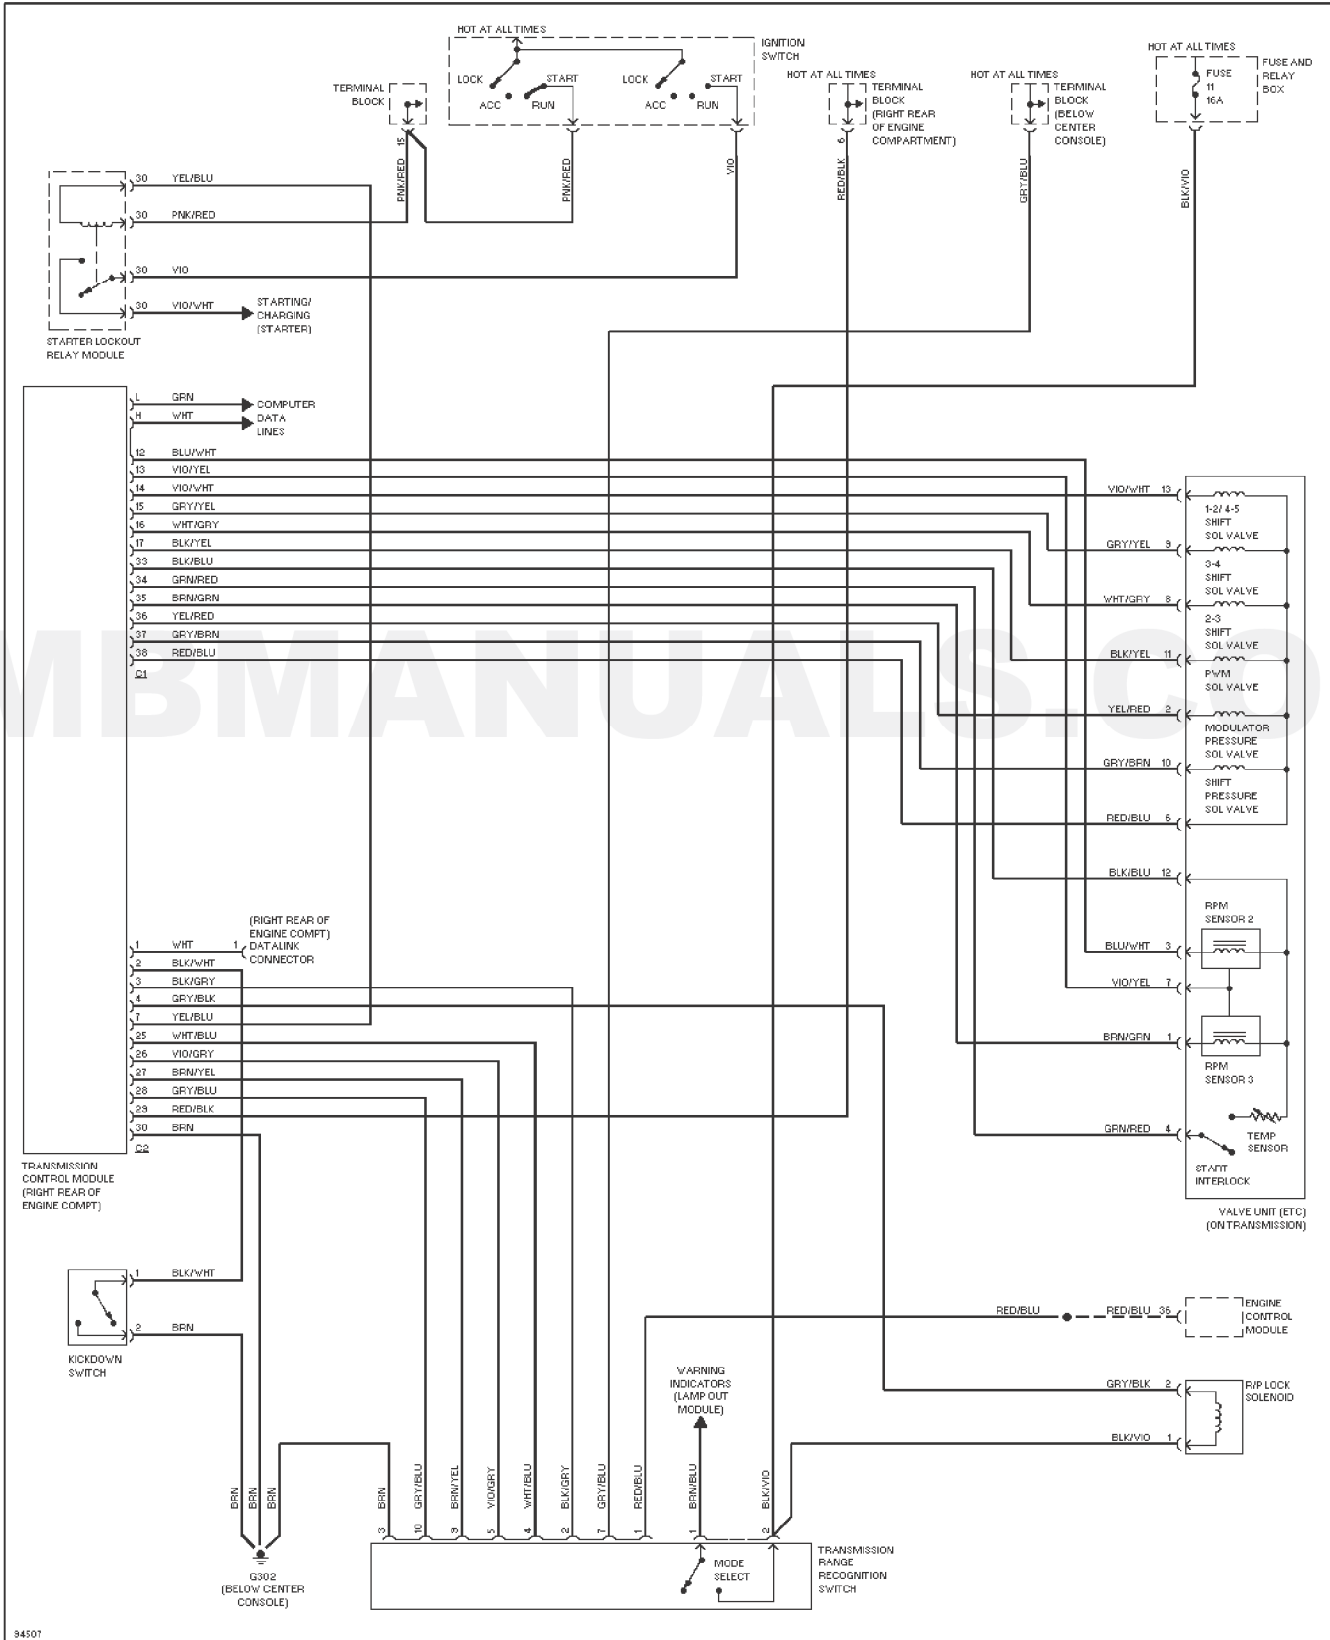 HOT AT ALL TIMES
IGNITION
SWITCH
LOCK
START
ACC
RUN
LOCK
START
ACC
RUN
TERMINAL
BLOCK
15
PNK/RED
PNK/RED
VIO
HOT AT ALL TIMES
TERMINAL
BLOCK
(RIGHT REAR
OF ENGINE
COMPARTMENT)
6
RED/BLK
HOT AT ALL TIMES
TERMINAL
BLOCK
(BELOW
CENTER
CONSOLE)
GRY/BLU
HOT AT ALL TIMES
FUSE
11
16A
FUSE AND
RELAY
BOX
BLK/VIO
30 YEL/BLU
30 PNK/RED
30 VIO
30 VIO/WHT
STARTING/
CHARGING
(STARTER)
STARTER LOCKOUT
RELAY MODULE
L GRN
H WHT
COMPUTER
DATA
LINES
12 BLU/WHT
13 VIO/YEL
14 VIO/WHT
15 GRY/YEL
16 WHT/GRY
17 BLK/YEL
33 BLK/BLU
34 GRN/RED
35 BRN/GRN
36 YEL/RED
37 GRY/BRN
38 RED/BLU
C1
VIO/WHT 13
1-2/ 4-5
SHIFT
SOL VALVE
GRY/YEL 9
3-4
SHIFT
SOL VALVE
WHT/GRY 8
2-3
SHIFT
SOL VALVE
BLK/YEL 11
PWM
SOL VALVE
YEL/RED 2
MODULATOR
PRESSURE
SOL VALVE
GRY/BRN 10
SHIFT
PRESSURE
SOL VALVE
RED/BLU 6
BLK/BLU 12
RPM
SENSOR 2
BLU/WHT 3
VIO/YEL 7
BRN/GRN 1
RPM
SENSOR 3
GRN/RED 4
TEMP
SENSOR
START
INTERLOCK
VALVE UNIT (ETC)
(ON TRANSMISSION)
MBMANUALS.CO
1 WHT 1
(RIGHT REAR OF
ENGINE COMPT)
DATALINK
CONNECTOR
2 BLK/WHT
3 BLK/GRY
4 GRY/BLK
7 YEL/BLU
25 WHT/BLU
26 VIO/GRY
27 BRN/YEL
28 GRY/BLU
29 RED/BLK
30 BRN
C2
TRANSMISSION
CONTROL MODULE
(RIGHT REAR OF
ENGINE COMPT)
1 BLK/WHT
2 BRN
KICKDOWN
SWITCH
RED/BLU RED/BLU 36
ENGINE
CONTROL
MODULE
GRY/BLK 2
R/P LOCK
SOLENOID
BLK/VIO 1
WARNING
INDICATORS
(LAMP OUT
MODULE)
BRN
BRN
BRN
G302
(BELOW CENTER
CONSOLE)
3 BRN
10 GRY/BLU
9 BRN/YEL
5 VIO/GRY
4 WHT/BLU
2 BLK/GRY
7 GRY/BLU
1 RED/BLU
1 BRN/BLU
2 BLK/VIO
MODE
SELECT
TRANSMISSION
RANGE
RECOGNITION
SWITCH
94507